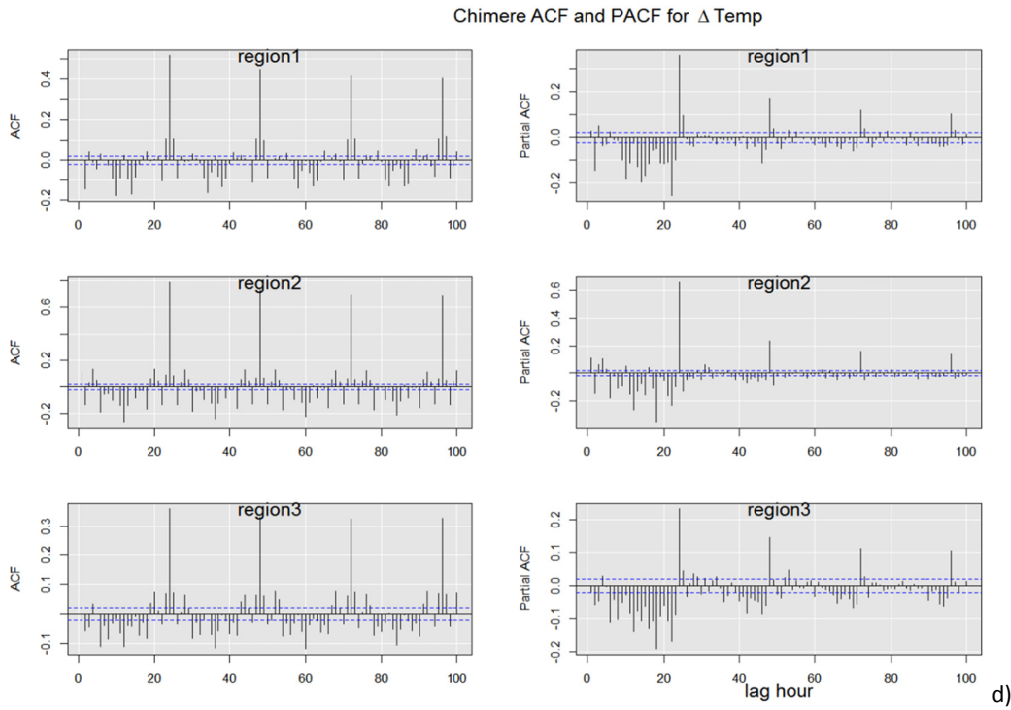 Chimere ACF and PACF for Δ Temp
region1
ACF
-0.2 0.0 0.2 0.4
0 20 40 60 80 100
region1
Partial ACF
-0.2 0.0 0.2
0 20 40 60 80 100
region2
ACF
-0.2 0.2 0.6
0 20 40 60 80 100
region2
Partial ACF
-0.2 0.0 0.2 0.4 0.6
0 20 40 60 80 100
region3
ACF
-0.1 0.1 0.2 0.3
0 20 40 60 80 100
region3
Partial ACF
-0.2 -0.1 0.0 0.1 0.2
0 20 40 60 80 100
lag hour
d)